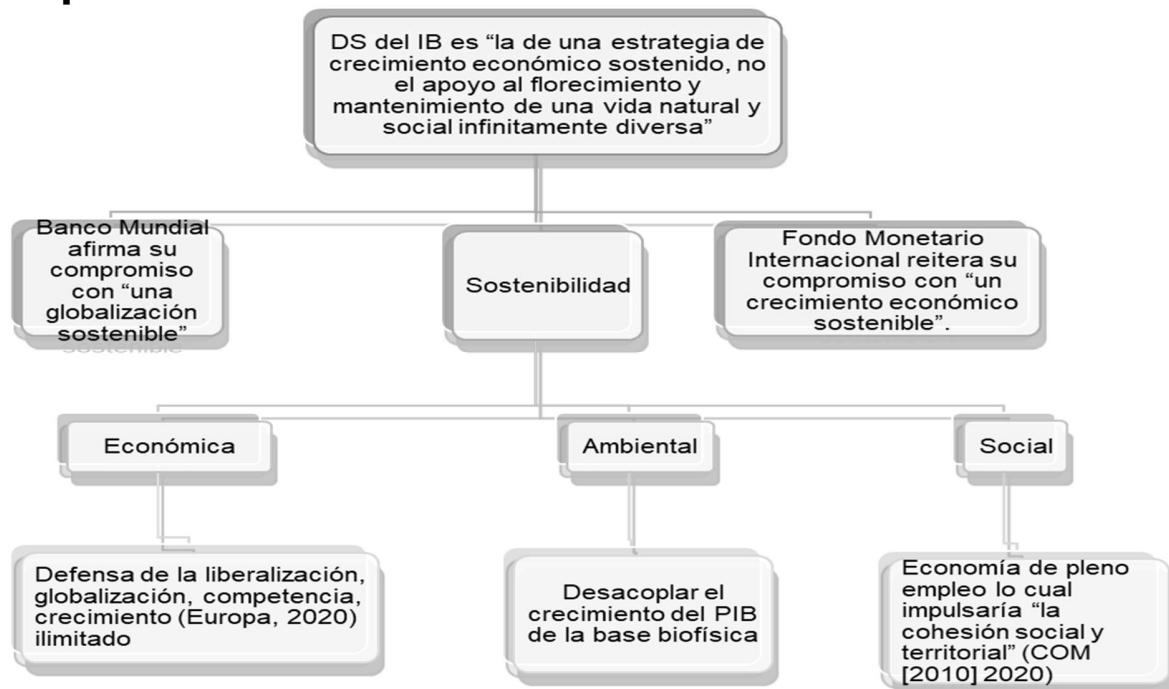 DS del IB es “la de una estrategia de
crecimiento económico sostenido, no
el apoyo al florecimiento y
mantenimiento de una vida natural y
social infinitamente diversa”
Banco Mundial
afirma su
compromiso
con “una
globalización
sostenible”
Sostenibilidad
Fondo Monetario
Internacional reitera su
compromiso con “un
crecimiento económico
sostenible”.
Económica
Ambiental
Social
Defensa de la liberalización,
globalización, competencia,
crecimiento (Europa, 2020)
ilimitado
Desacoplar el
crecimiento del PIB
de la base biofísica
Economía de pleno
empleo lo cual
impulsaría “la
cohesión social y
territorial” (COM
[2010] 2020)